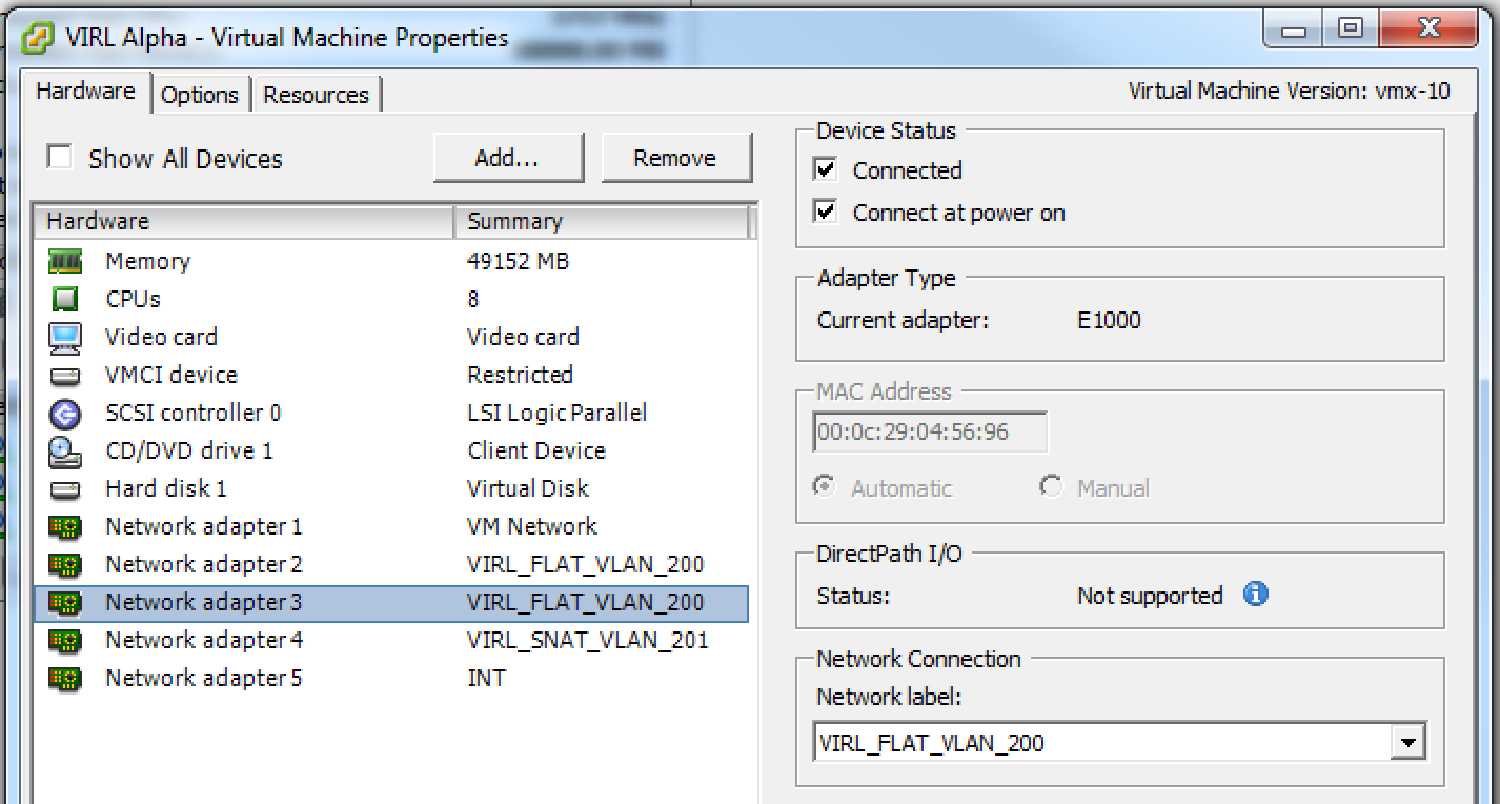 VIRL Alpha - Virtual Machine Properties
Hardware Options Resources
Virtual Machine Version: vmx-10
Show All Devices Add... Remove
Hardware Summary
Memory 49152 MB
CPUs 8
Video card Video card
VMCI device Restricted
SCSI controller 0 LSI Logic Parallel
CD/DVD drive 1 Client Device
Hard disk 1 Virtual Disk
Network adapter 1 VM Network
Network adapter 2 VIRL_FLAT_VLAN_200
Network adapter 3 VIRL_FLAT_VLAN_200
Network adapter 4 VIRL_SNAT_VLAN_201
Network adapter 5 INT
Device Status
Connected
Connect at power on
Adapter Type
Current adapter: E1000
MAC Address
00:0c:29:04:56:96
Automatic Manual
DirectPath I/O
Status: Not supported
Network Connection
Network label:
VIRL_FLAT_VLAN_200